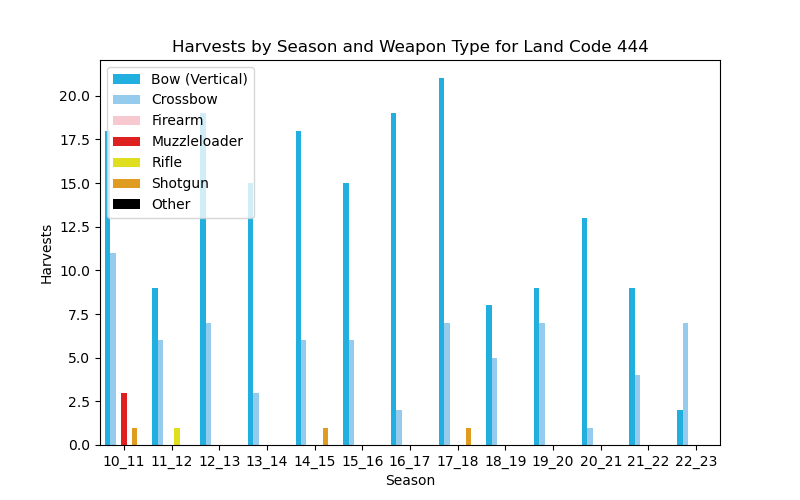 Harvests by Season and Weapon Type for Land Code 444
Bow (Vertical)
Crossbow
Firearm
Muzzleloader
Rifle
Shotgun
Other
20.0
17.5
15.0
12.5
10.0
7.5
5.0
2.5
0.0
Harvests
10_11 11_12 12_13 13_14 14_15 15_16 16_17 17_18 18_19 19_20 20_21 21_22 22_23
Season